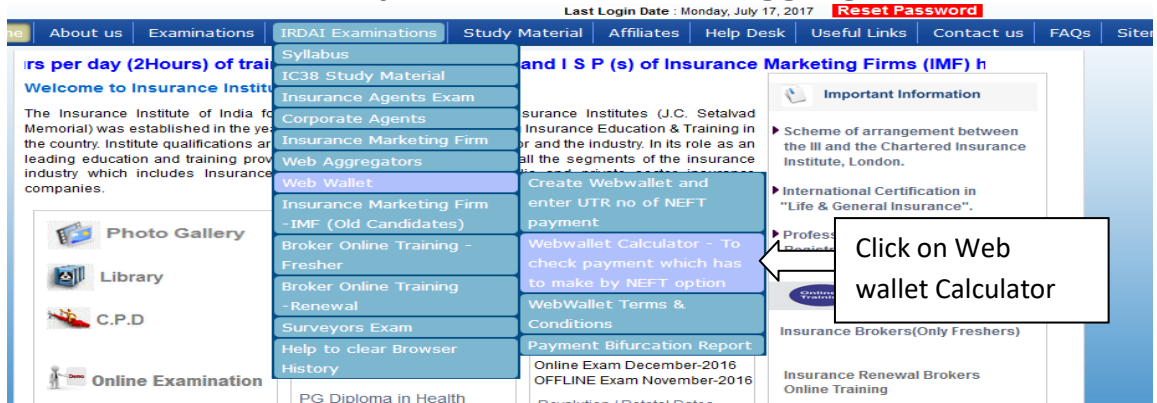 Last Login Date : Monday, July 17, 2017 Reset Password
About us Examinations IRDAI Examinations Study Material Affiliates Help Desk Useful Links Contact us FAQs
rs per day (2Hours) of trai
and I S P (s) of Insurance Marketing Firms (IMF) h
Welcome to Insurance Institu
The Insurance Institute of India fo
surance Institutes (J.C. Setalvad
Memorial) was established in the yea
Insurance Education & Training in
the country. Institute qualifications ar
or and the industry. In its role as an
leading education and training prov
all the segments of the insurance
industry which includes Insurance
companies.
Syllabus
IC38 Study Material
Insurance Agents Exam
Corporate Agents
Insurance Marketing Firm
Web Aggregators
Web Wallet
Insurance Marketing Firm
-IMF (Old Candidates)
Broker Online Training -
Fresher
Broker Online Training
-Renewal
Surveyors Exam
Help to clear Browser
History
Create Webwallet and
enter UTR no of NEFT
payment
Webwallet Calculator - To
check payment which has
to make by NEFT option
WebWallet Terms &
Conditions
Payment Bifurcation Report
Photo Gallery
Library
C.P.D
Demo
Online Examination
PG Diploma in Health
Online Exam December-2016
OFFLINE Exam November-2016
Important Information
Scheme of arrangement between
the III and the Chartered Insurance
Institute, London.
International Certification in
"Life & General Insurance".
Click on Web
wallet Calculator
Insurance Brokers(Only Freshers)
Insurance Renewal Brokers
Online Training